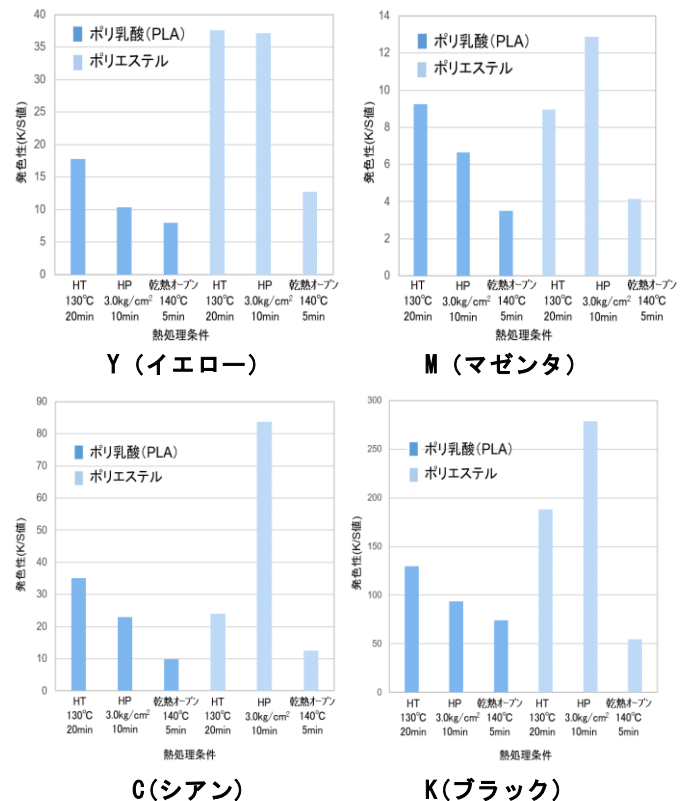 40
35
30
25
20
15
10
5
0
発色性(K/S値)
ポリ乳酸(PLA)
ポリエステル
HT HP 乾熱オーブン HT HP 乾熱オーブン
130℃ 3.0kg/cm² 140℃ 130℃ 3.0kg/cm² 140℃
20min 10min 5min 20min 10min 5min
熱処理条件
Y(イエロー)
14
12
10
8
6
4
2
0
発色性(K/S値)
ポリ乳酸(PLA)
ポリエステル
HT HP 乾熱オーブン HT HP 乾熱オーブン
130℃ 3.0kg/cm² 140℃ 130℃ 3.0kg/cm² 140℃
20min 10min 5min 20min 10min 5min
熱処理条件
M(マゼンタ)
90
80
70
60
50
40
30
20
10
0
発色性(K/S値)
ポリ乳酸(PLA)
ポリエステル
HT HP 乾熱オーブン HT HP 乾熱オーブン
130℃ 3.0kg/cm² 140℃ 130℃ 3.0kg/cm² 140℃
20min 10min 5min 20min 10min 5min
熱処理条件
C(シアン)
300
250
200
150
100
50
0
発色性(K/S値)
ポリ乳酸(PLA)
ポリエステル
HT HP 乾熱オーブン HT HP 乾熱オーブン
130℃ 3.0kg/cm² 140℃ 130℃ 3.0kg/cm² 140℃
20min 10min 5min 20min 10min 5min
熱処理条件
K(ブラック)